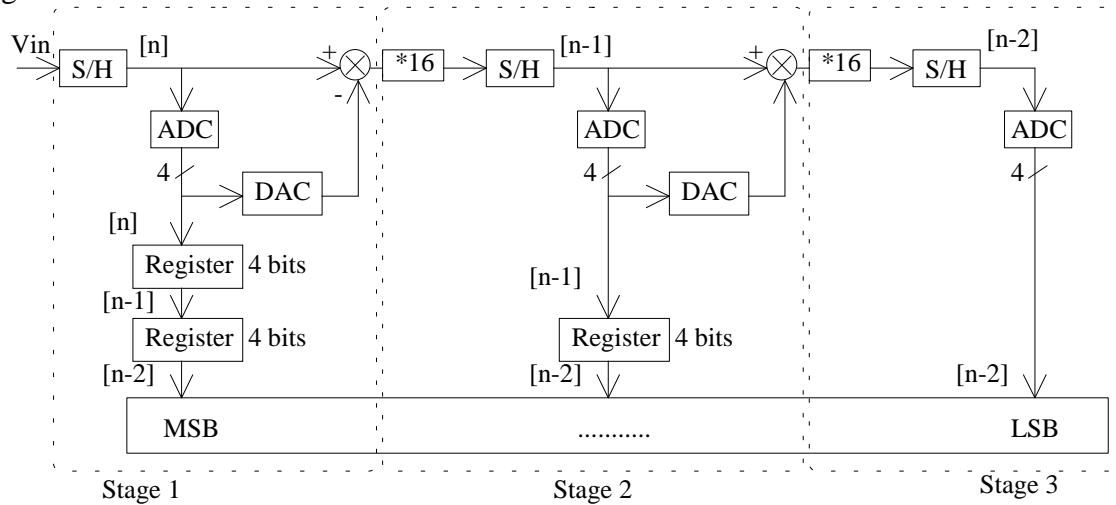 g
Vin
S/H
[n]
+
-
*16
S/H
[n-1]
+
-
*16
S/H
[n-2]
ADC
ADC
ADC
4
DAC
4
DAC
4
[n]
Register 4 bits
[n-1]
[n-1]
Register 4 bits
Register 4 bits
[n-2]
[n-2]
[n-2]
MSB ........... LSB
Stage 1
Stage 2
Stage 3